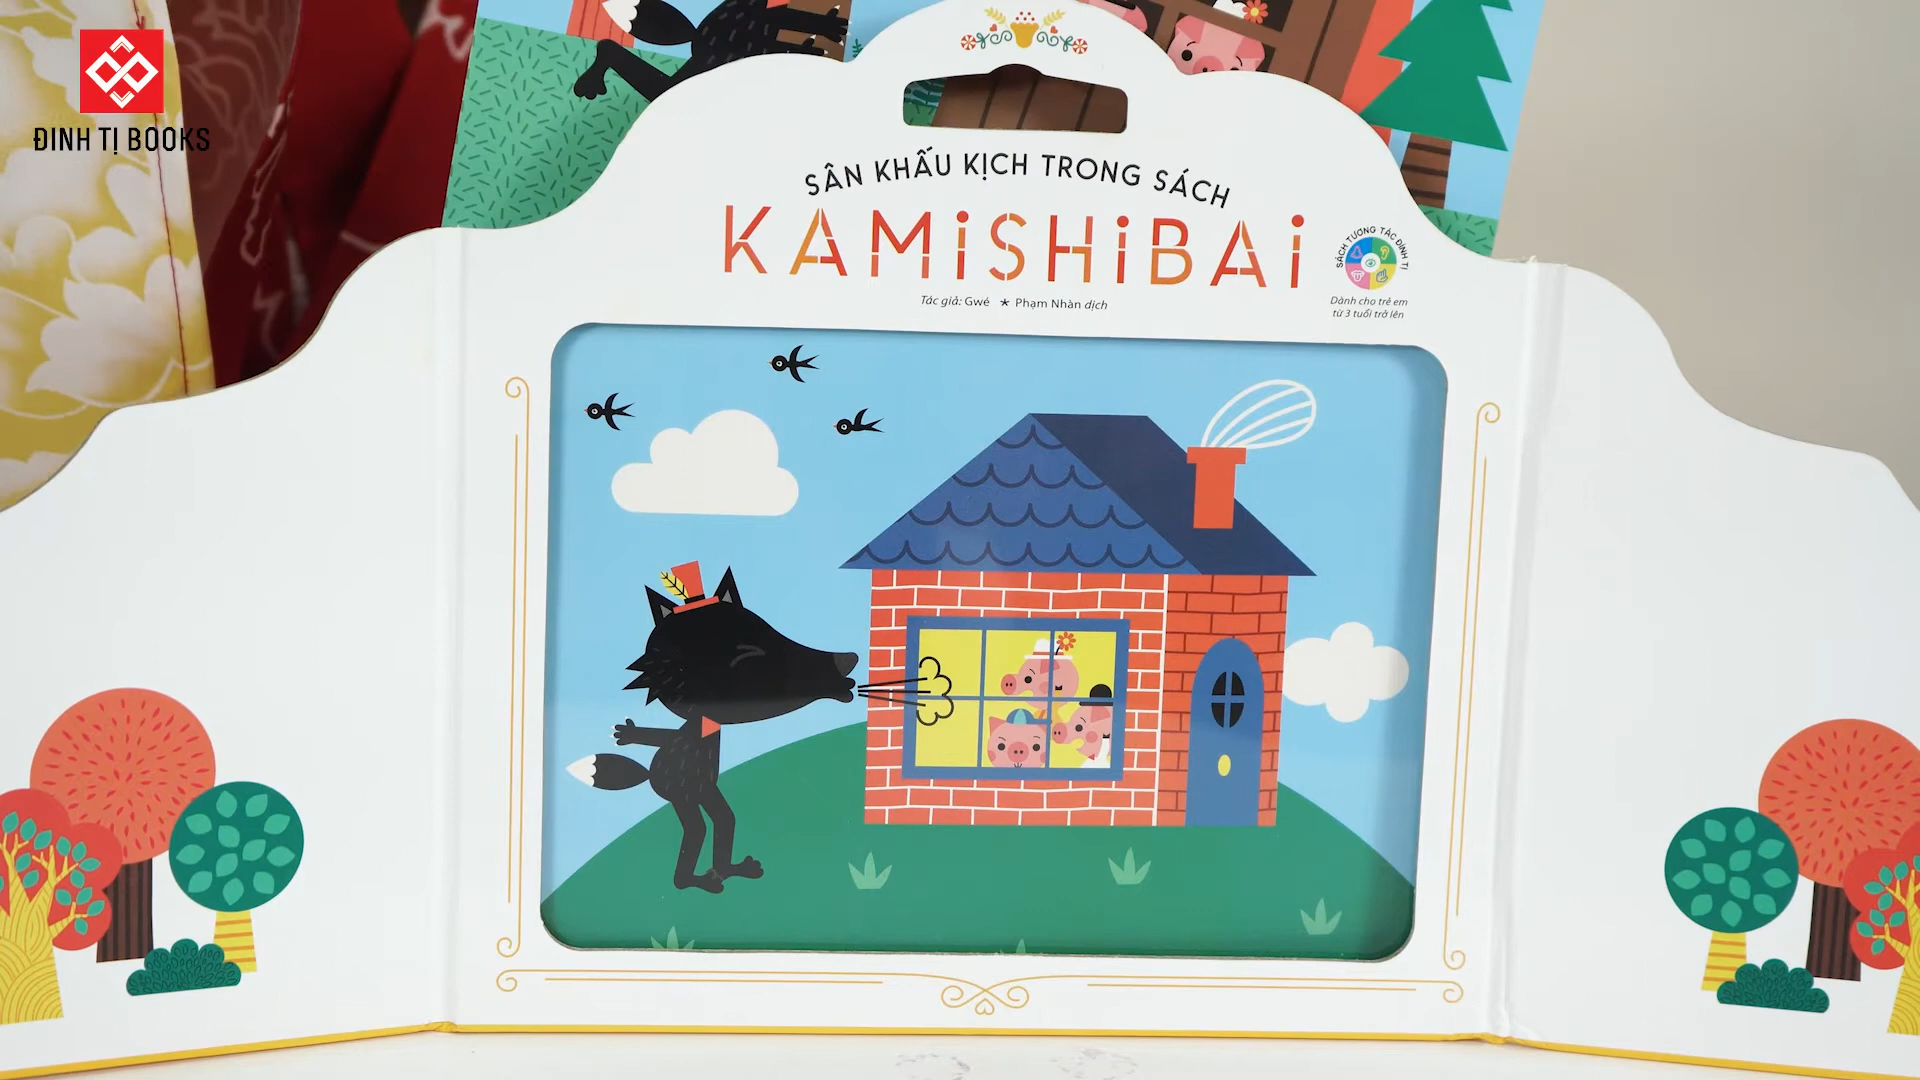 ĐINH TỊ BOOKS
SÂN KHẤU KỊCH TRONG SÁCH
KAMiSHiBAi
Tác giả: Gwé ★ Phạm Nhàn dịch
SÁCH TƯƠNG TÁC ĐINH TỊ
Dành cho trẻ em
từ 3 tuổi trở lên